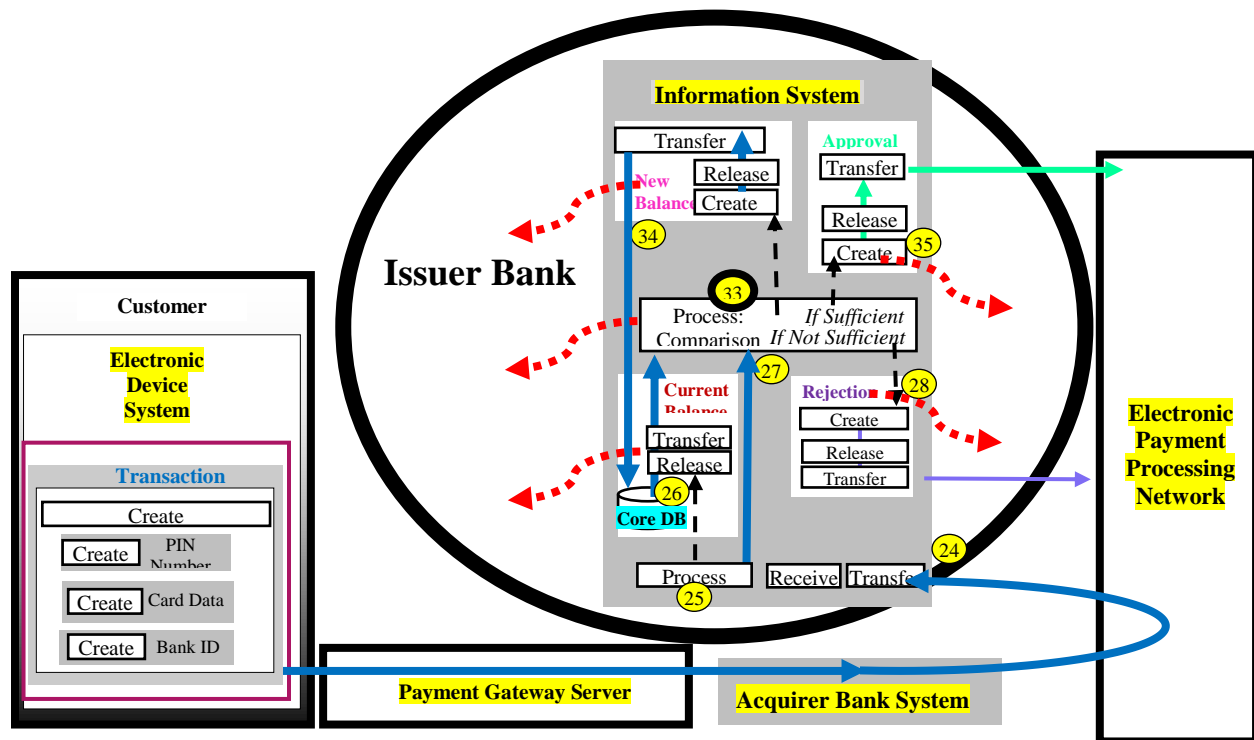 Customer
Electronic
Device
System
Transaction
Create
Create
PIN
Number
Create
Card Data
Create
Bank ID
Payment Gateway Server
Acquirer Bank System
Issuer Bank
Information System
Transfer
Release
New
Balance
Create
34
Approval
Transfer
Release
Create
35
33
Process:
Comparison
If Sufficient
If Not Sufficient
27
Current
Balance
Transfer
Release
26
Core DB
Rejection
28
Create
Release
Transfer
24
Process
25
Receive
Transfe
Electronic
Payment
Processing
Network